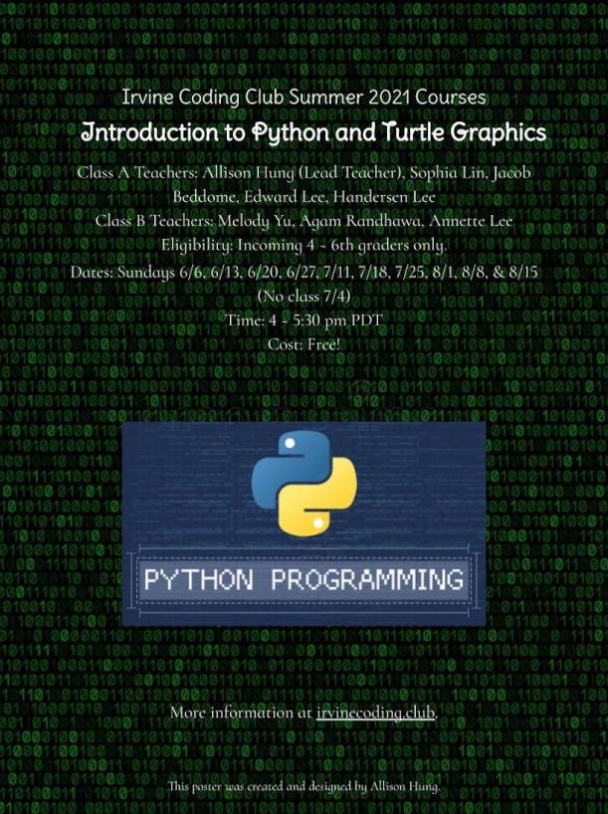 Irvine Coding Club Summer 2021 Courses
Introduction to Python and Turtle Graphics
Class A Teachers: Allison Hung (Lead Teacher), Sophia Lin, Jacob
Beddome, Edward Lee, Handersen Lee
Class B Teachers: Melody Yu, Agam Randhawa, Annette Lee
Eligibility: Incoming 4 - 6th graders only.
Dates: Sundays 6/6, 6/13, 6/20, 6/27, 7/11, 7/18, 7/25, 8/1, 8/8, & 8/15
(No class 7/4)
Time: 4 - 5:30 pm PDT
Cost: Free!
PYTHON PROGRAMMING
More information at irvinecoding.club.
This poster was created and designed by Allison Hung.